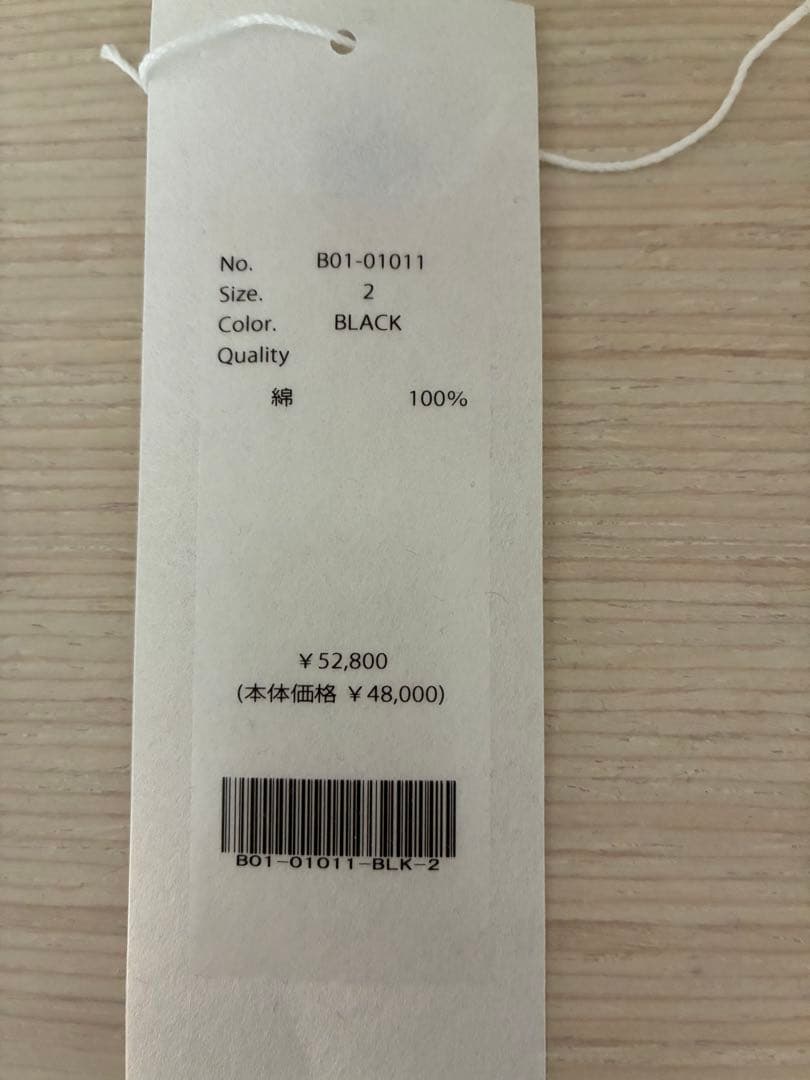 No. B01-01011
Size. 2
Color. BLACK
Quality
綿 100%
¥52,800
(本体価格 ¥48,000)
B01-01011-BLK-2